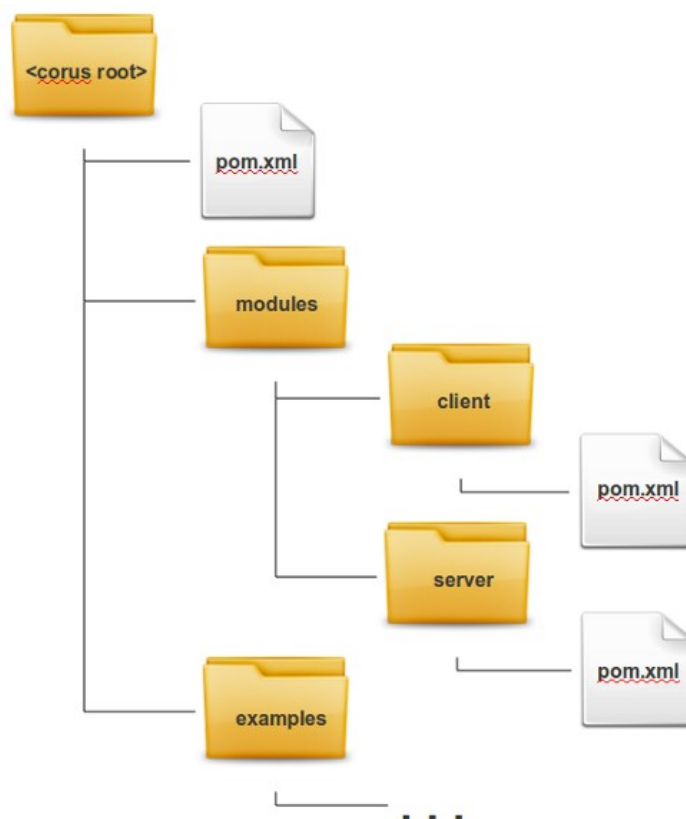 <corus root>
pom.xml
modules
client
pom.xml
server
pom.xml
examples